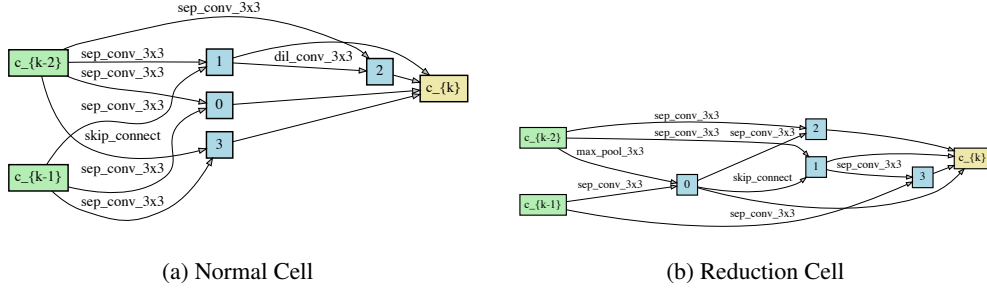 sep_conv_3x3
c_{k-2}
sep_conv_3x3
sep_conv_3x3
1
dil_conv_3x3
2
c_{k}
sep_conv_3x3
0
skip_connect
3
c_{k-1}
sep_conv_3x3
sep_conv_3x3
(a) Normal Cell
sep_conv_3x3
c_{k-2}
sep_conv_3x3
sep_conv_3x3
2
max_pool_3x3
1
sep_conv_3x3
c_{k}
sep_conv_3x3
0
skip_connect
3
c_{k-1}
sep_conv_3x3
(b) Reduction Cell